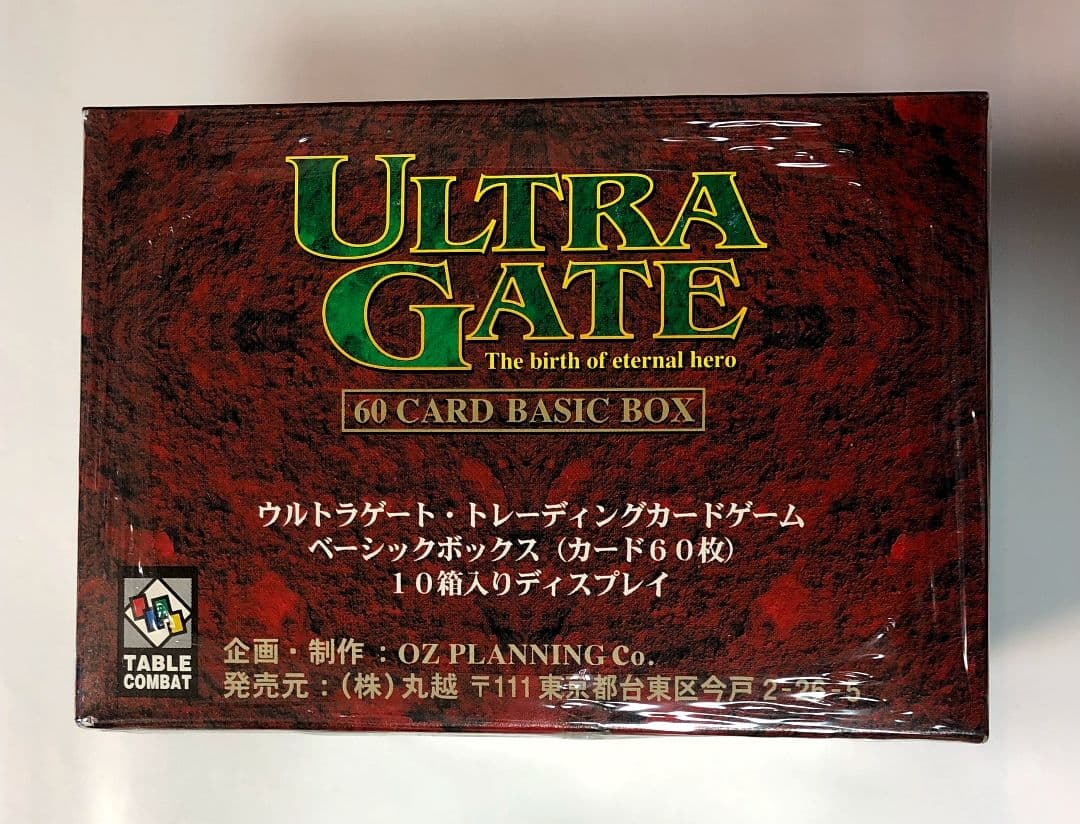 ULTRA
GATE
The birth of eternal hero
60 CARD BASIC BOX
ウルトラゲート・トレーディングカードゲーム
ベーシックボックス（カード６０枚）
１０箱入りディスプレイ
TABLE
COMBAT
企画・制作：OZ PLANNING Co.
発売元：(株)丸越 〒111 東京都台東区今戸 2-26-5